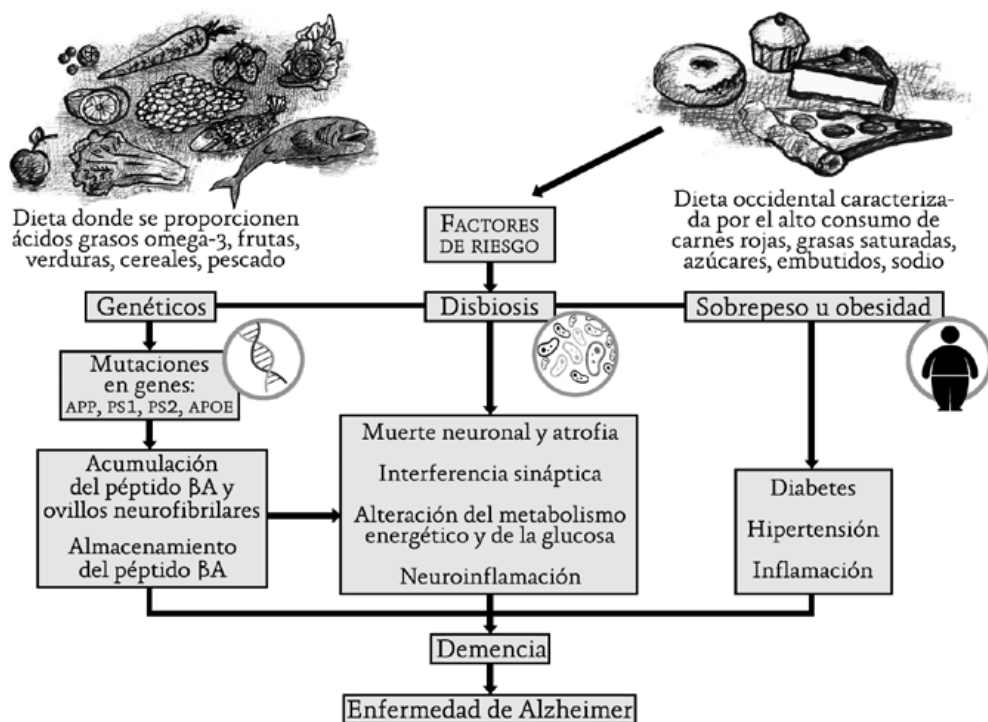 Dieta donde se proporcionen
ácidos grasos omega-3, frutas,
verduras, cereales, pescado
Dieta occidental caracteriza-
da por el alto consumo de
carnes rojas, grasas saturadas,
azúcares, embutidos, sodio
FACTORES
DE RIESGO
Genéticos
Disbiosis
Sobrepeso u obesidad
Mutaciones
en genes:
APP, PS1, PS2, APOE
Acumulación
del péptido βA y
ovillos neurofibrilares
Almacenamiento
del péptido βA
Muerte neuronal y atrofia
Interferencia sináptica
Alteración del metabolismo
energético y de la glucosa
Neuroinflamación
Diabetes
Hipertensión
Inflamación
Demencia
Enfermedad de Alzheimer